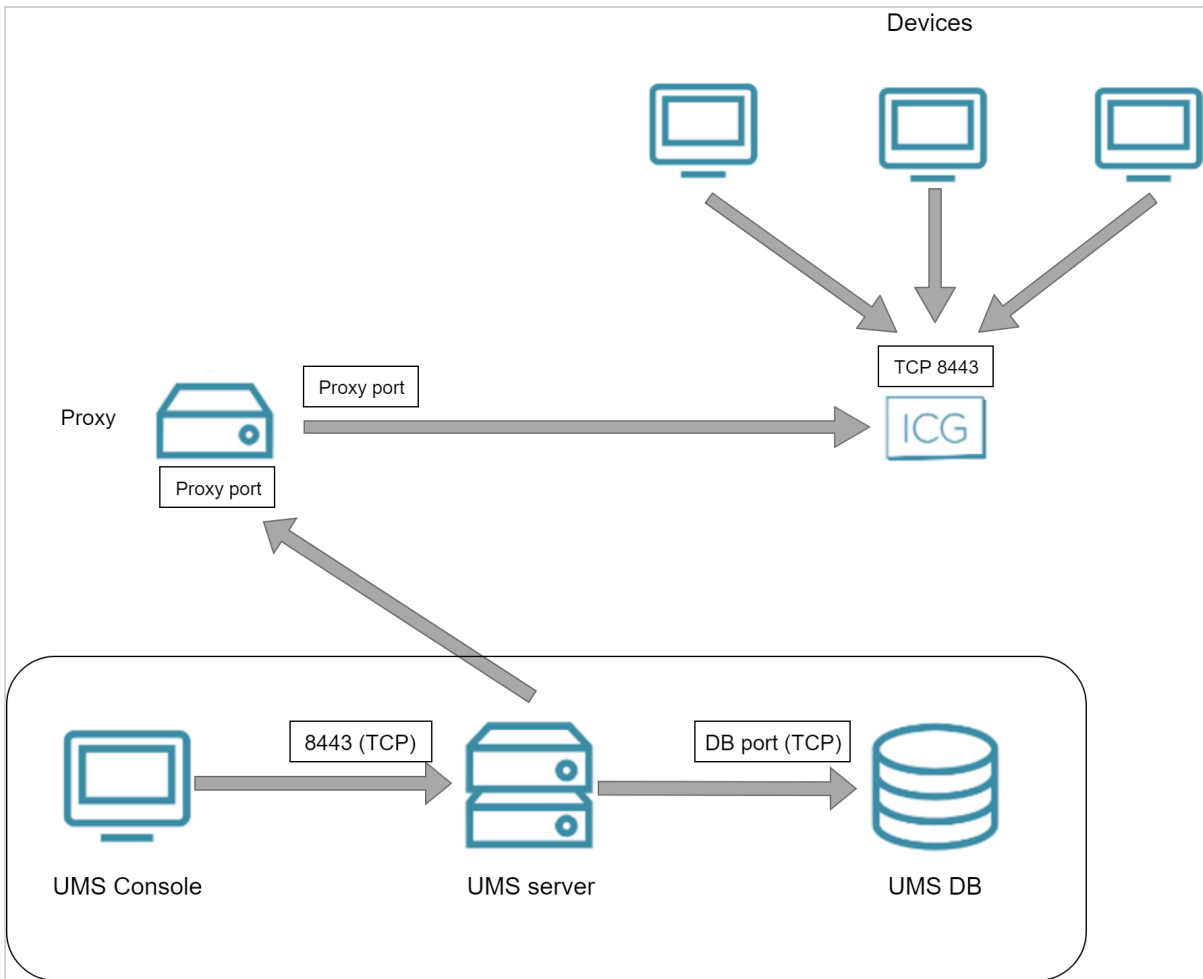 Devices
TCP 8443
Proxy port
Proxy
ICG
Proxy port
8443 (TCP)
DB port (TCP)
UMS Console
UMS server
UMS DB